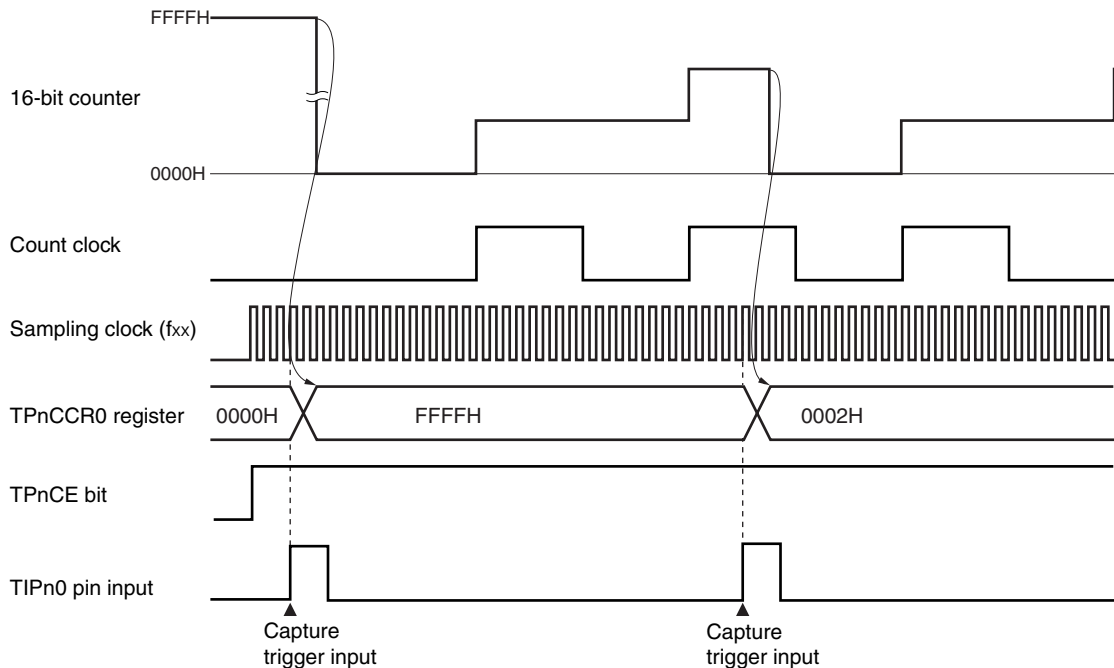 FFFFH
16-bit counter
0000H
Count clock
Sampling clock (fxx)
TPnCCR0 register 0000H FFFFH 0002H
TPnCE bit
TIPn0 pin input
Capture
trigger input
Capture
trigger input